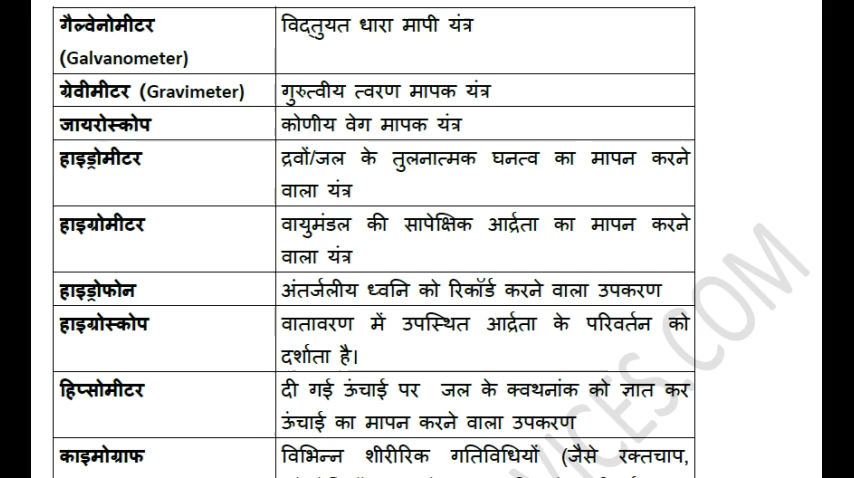 गैल्वेनोमीटर
(Galvanometer)
विद्तुयत धारा मापी यंत्र
ग्रेवीमीटर (Gravimeter)
गुरुत्वीय त्वरण मापक यंत्र
जायरोस्कोप
कोणीय वेग मापक यंत्र
हाइड्रोमीटर
द्रवों/जल के तुलनात्मक घनत्व का मापन करने
वाला यंत्र
हाइग्रोमीटर
वायुमंडल की सापेक्षिक आर्द्रता का मापन करने
वाला यंत्र
हाइड्रोफोन
अंतर्जलीय ध्वनि को रिकॉर्ड करने वाला उपकरण
हाइग्रोस्कोप
वातावरण में उपस्थित आर्द्रता के परिवर्तन को
दर्शाता है।
हिप्सोमीटर
दी गई ऊंचाई पर जल के क्वथनांक को ज्ञात कर
ऊंचाई का मापन करने वाला उपकरण
काइमोग्राफ
विभिन्न शीरीरिक गतिविधियों (जैसे रक्तचाप,
VICES.COM